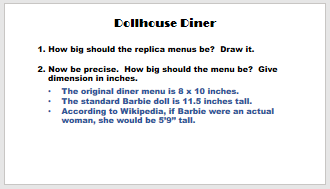 Dollhouse Diner
1. How big should the replica menus be?  Draw it.
2. Now be precise.  How big should the menu be?  Give
dimension in inches.
• The original diner menu is 8 x 10 inches.
• The standard Barbie doll is 11.5 inches tall.
• According to Wikipedia, if Barbie were an actual
woman, she would be 5'9" tall.